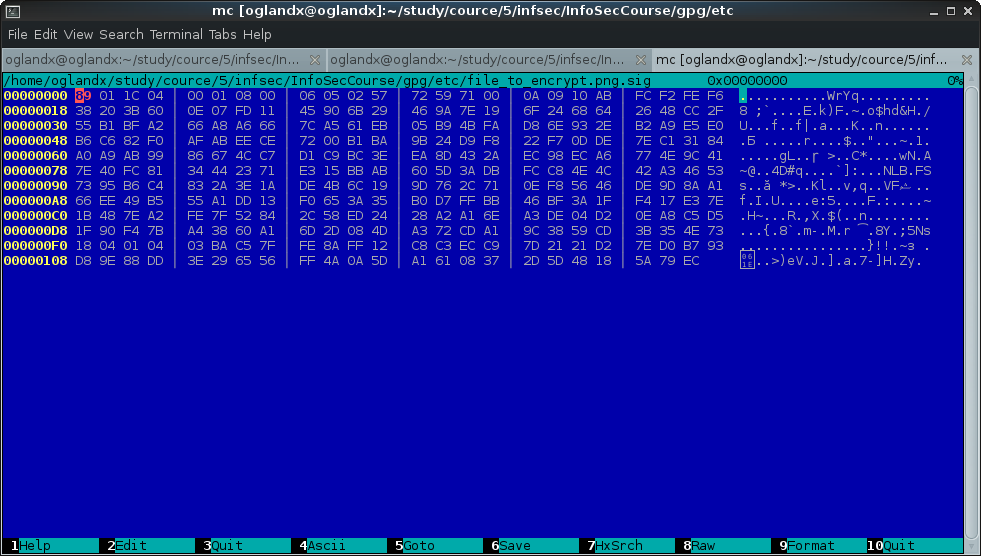 mc [oglandx@oglandx]:~/study/cource/5/infsec/InfoSecCourse/gpg/etc
File Edit View Search Terminal Tabs Help
oglandx@oglandx:~/study/cource/5/infsec/In... oglandx@oglandx:~/study/cource/5/infsec/In... mc [oglandx@oglandx]:~/study/cource/5/inf...
/home/oglandx/study/cource/5/infsec/InfoSecCourse/gpg/etc/file_to_encrypt.png.sig 0x00000000 0%
00000000 89 01 1C 04 | 00 01 08 00 | 06 05 02 57 | 72 59 71 00 | 0A 09 10 AB | FC F2 FE F6 ...........WrYq.........
00000018 38 20 3B 60 | 0E 07 FD 11 | 45 90 6B 29 | 46 9A 7E 19 | 6F 24 68 64 | 26 48 CC 2F 8 ;`....E.k)F.~.o$hd&H./
00000030 55 B1 BF A2 | 66 A8 A6 66 | 7C A5 61 EB | 05 B9 4B FA | D8 6E 93 2E | B2 A9 E5 E0 U...f..f|.a...K..n......
00000048 B6 C6 82 F0 | AF AB EE CE | 72 00 B1 BA | 9B 24 D9 F8 | 22 F7 0D DE | 7E C1 31 84
00000060 A0 A9 AB 99 | 86 67 4C C7 | D1 C9 BC 3E | EA 8D 43 2A | EC 98 EC A6 | 77 4E 9C 41
00000078 7E 40 FC 81 | 34 44 23 71 | E3 15 BB AB | 60 5D 3A DB | FC C8 4E 4C | 42 A3 46 53 ~@..4D#q....`]:...NLB.FS
00000090 73 95 B6 C4 | 83 2A 3E 1A | DE 4B 6C 19 | 9D 76 2C 71 | 0E F8 56 46 | DE 9D 8A A1
000000A8 66 EE 49 B5 | 55 A1 DD 13 | F0 65 3A 35 | B0 D7 FF BB | 46 BF 3A 1F | F4 17 E3 7E f.I.U....e:5....F.:....~
000000C0 1B 48 7E A2 | FE 7F 52 84 | 2C 58 ED 24 | 28 A2 A1 6E | A3 DE 04 D2 | 0E A8 C5 D5 .H~...R.,X.$(..n........
000000D8 1F 90 F4 7B | A4 38 60 A1 | 6D 2D 08 4D | A3 72 CD A1 | 9C 38 59 CD | 3B 35 4E 73
000000F0 18 04 01 04 | 03 BA C5 7F | FE 8A FF 12 | C8 C3 EC C9 | 7D 21 21 D2 | 7E D0 B7 93
00000108 D8 9E 88 DD | 3E 29 65 56 | FF 4A 0A 5D | A1 61 08 37 | 2D 5D 48 18 | 5A 79 EC ..>)eV.J.].a.7-]H.Zy.
1Help 2Edit 3Quit 4Ascii 5Goto 6Save 7HxSrch 8Raw 9Format 10Quit